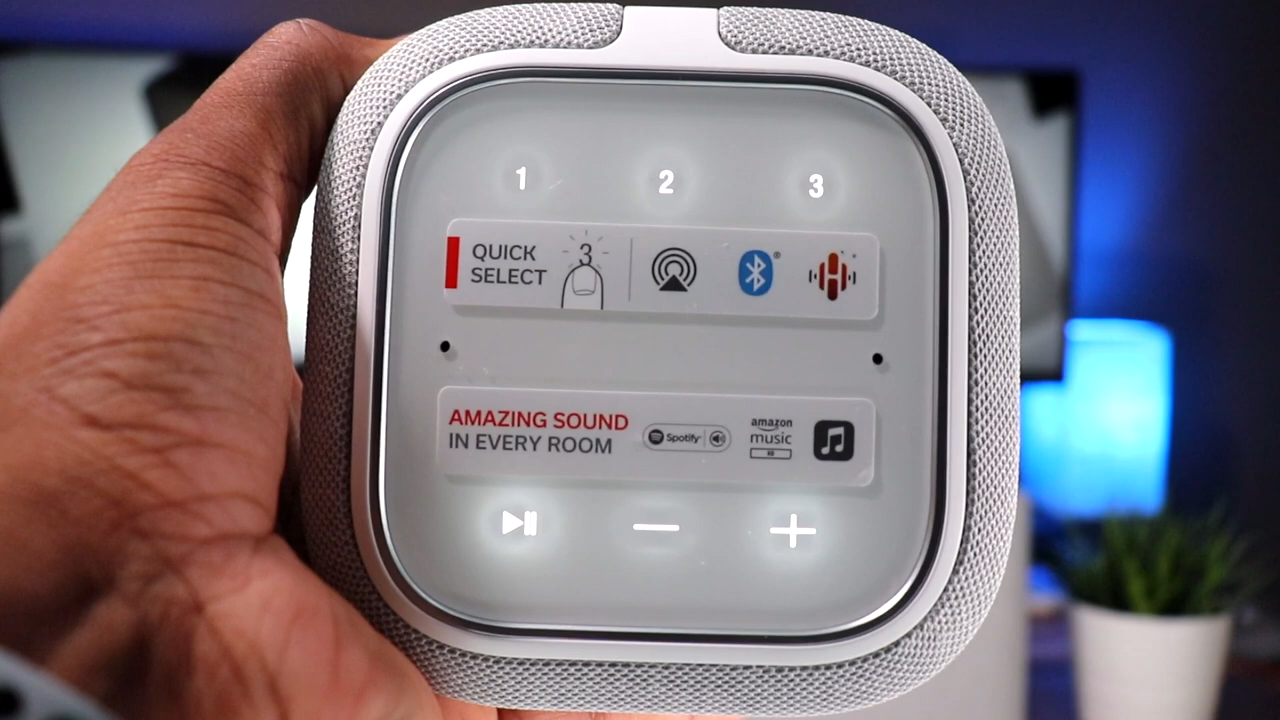 1 2 3
QUICK
SELECT
3
®
AMAZING SOUND
IN EVERY ROOM
Spotify
amazon
music
HD